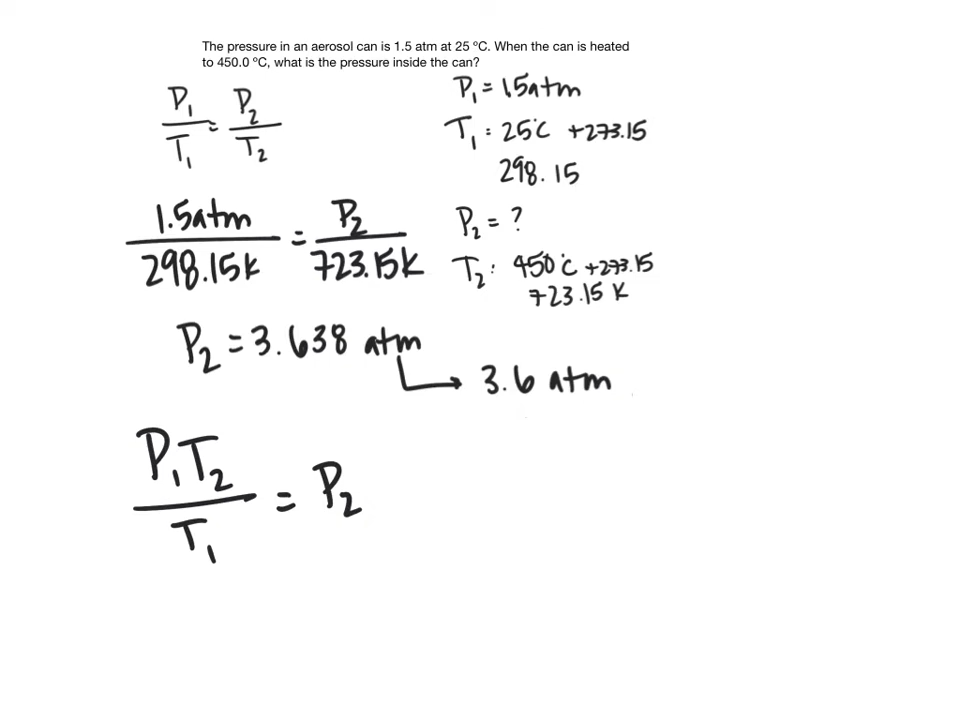 The pressure in an aerosol can is 1.5 atm at 25 ºC. When the can is heated
to 450.0 ºC, what is the pressure inside the can?
P₁/T₁ = P₂/T₂
P₁ = 1.5atm
T₁ : 25°C +273.15
298.15
1.5atm/298.15K = P₂/723.15K
P₂ = ?
T₂ : 450°C +273.15
723.15 K
P₂ = 3.638 atm
↳ 3.6 atm
P₁T₂/T₁ = P₂